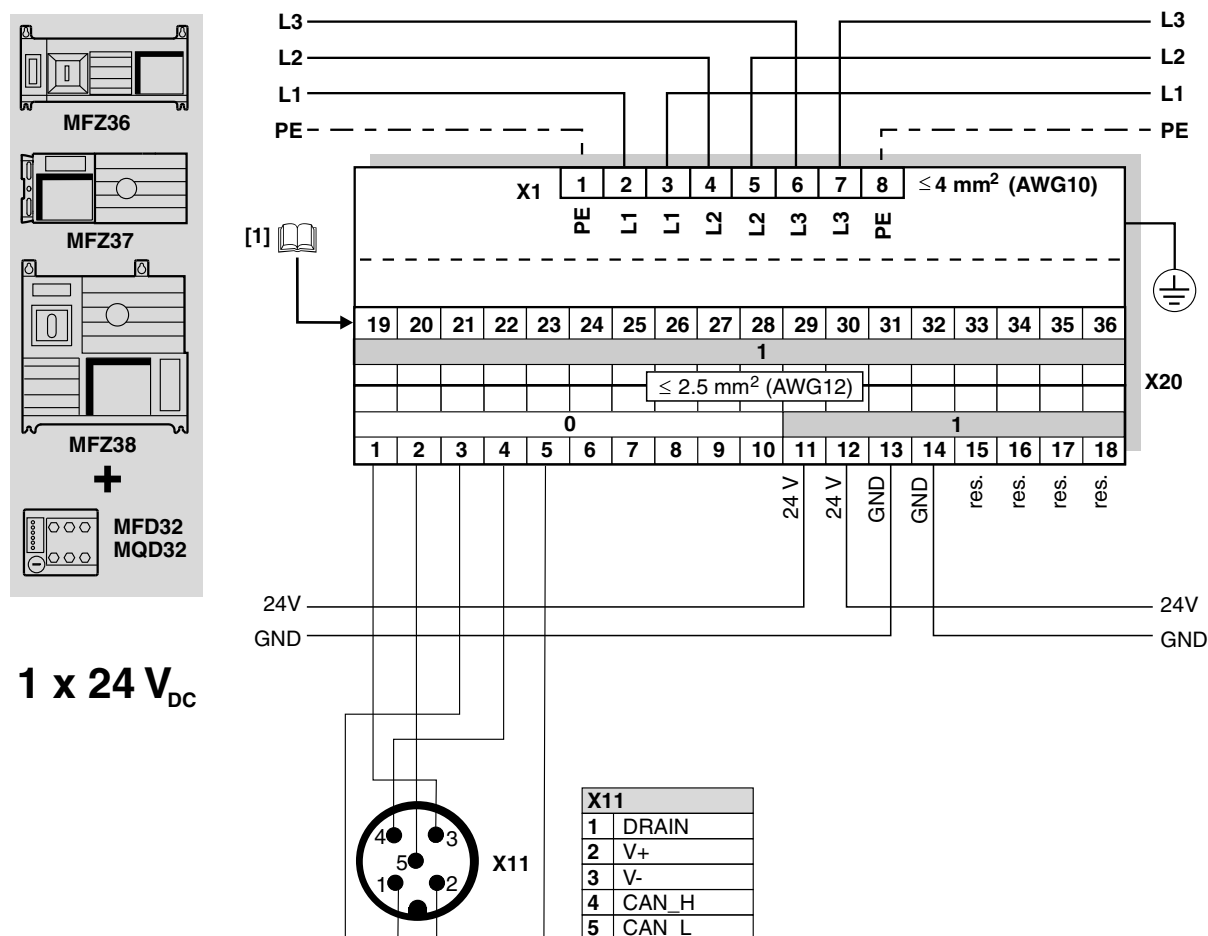 L3 L3
L2 L2
L1 L1
PE PE
MFZ36
X1 1 2 3 4 5 6 7 8 ≤ 4 mm² (AWG10)
PE L1 L1 L2 L2 L3 L3 PE
MFZ37
[1]
19 20 21 22 23 24 25 26 27 28 29 30 31 32 33 34 35 36
1
≤ 2.5 mm² (AWG12)
X20
0 1
MFZ38
1 2 3 4 5 6 7 8 9 10 11 12 13 14 15 16 17 18
24 V 24 V GND GND res. res. res. res.
MFD32
MQD32
24V 24V
GND GND
1 x 24 VDC
X11
1 DRAIN
2 V+
3 V-
4 CAN_H
5 CAN_L
4 3
5
1 2
X11